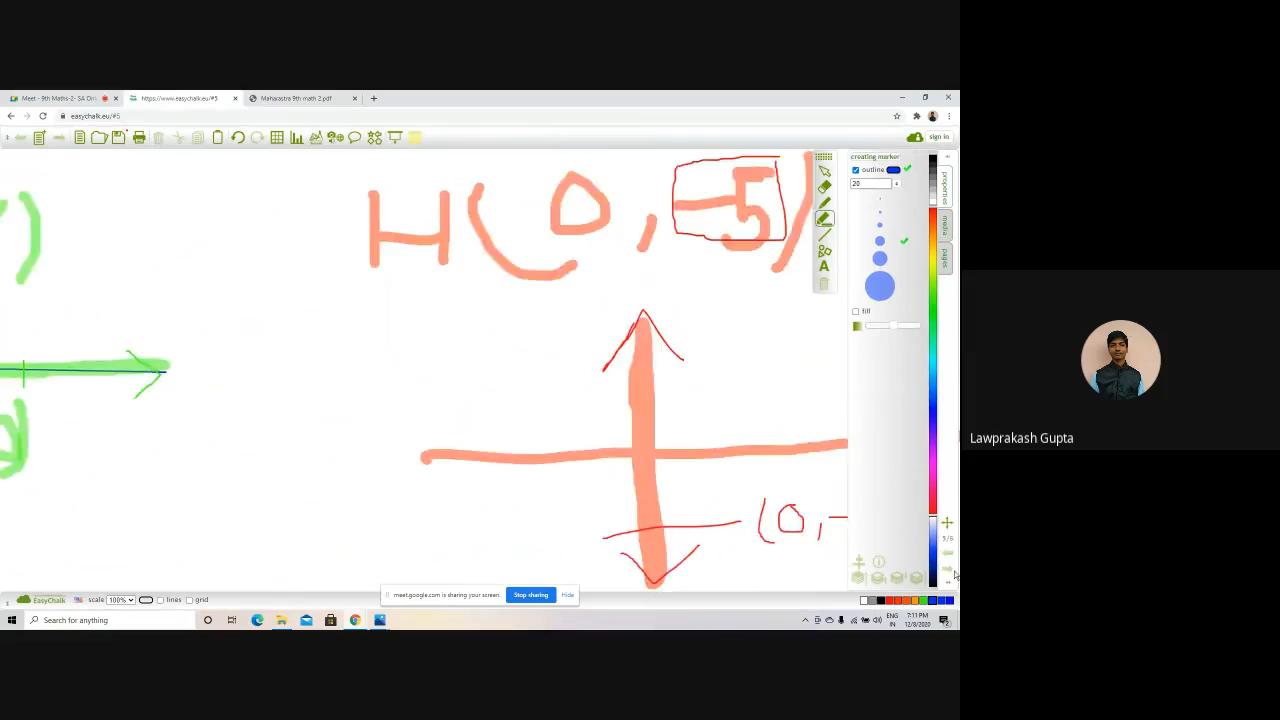 Meet - 9th Maths-2- SA Onl
https://www.easychalk.eu/#5
Maharastra 9th math 2.pdf
easychalk.eu/#5
sign in
creating marker
outline
20
fill
properties
media
pages
H(0, -5)
(0, -
5/6
meet.google.com is sharing your screen.
Stop sharing
Hide
EasyChalk
scale 100%
lines
grid
Search for anything
ENG
IN
7:11 PM
12/8/2020
Lawprakash Gupta